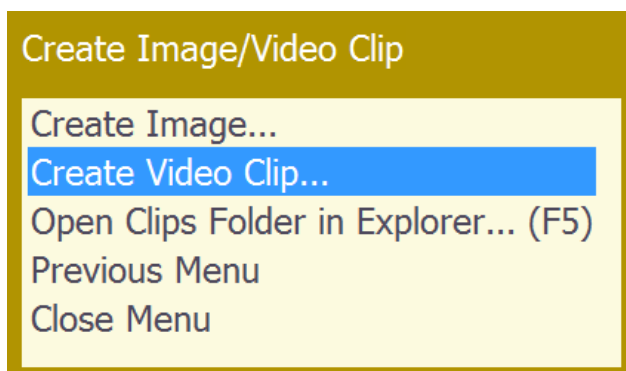 Create Image/Video Clip
Create Image...
Create Video Clip...
Open Clips Folder in Explorer... (F5)
Previous Menu
Close Menu